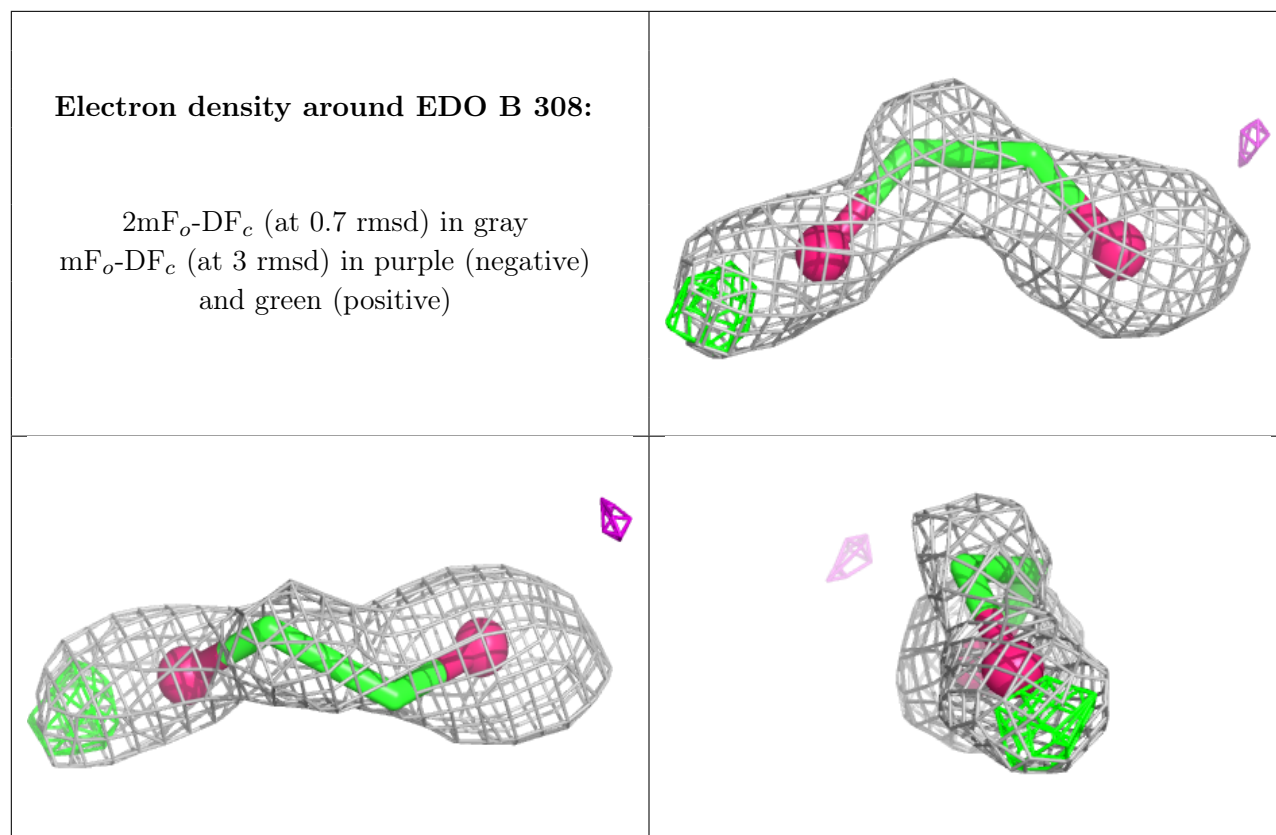 Electron density around EDO B 308:
2mFo-DFc (at 0.7 rmsd) in gray
mFo-DFc (at 3 rmsd) in purple (negative)
and green (positive)